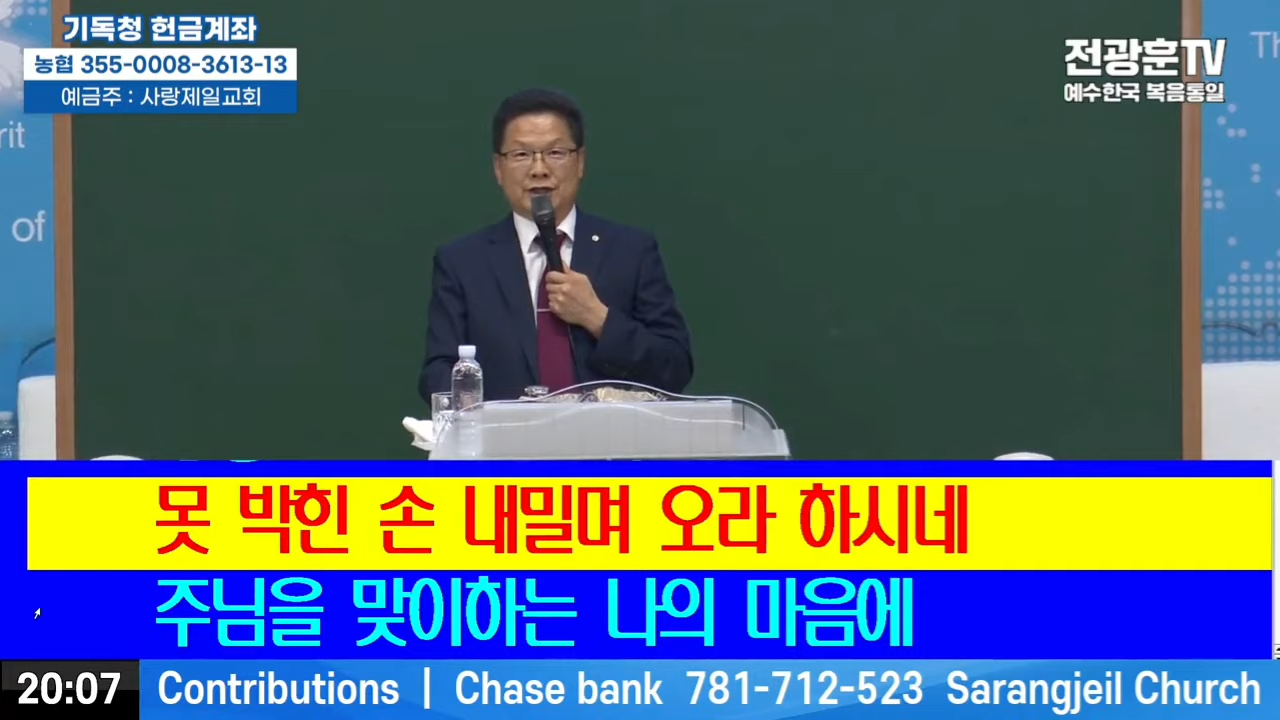 기독청 헌금계좌
농협 355-0008-3613-13
예금주 : 사랑제일교회
전광훈TV
예수한국 복음통일
Th
rit
of
못 박힌 손 내밀며 오라 하시네
주님을 맞이하는 나의 마음에
20:07 Contributions | Chase bank 781-712-523 Sarangjeil Church